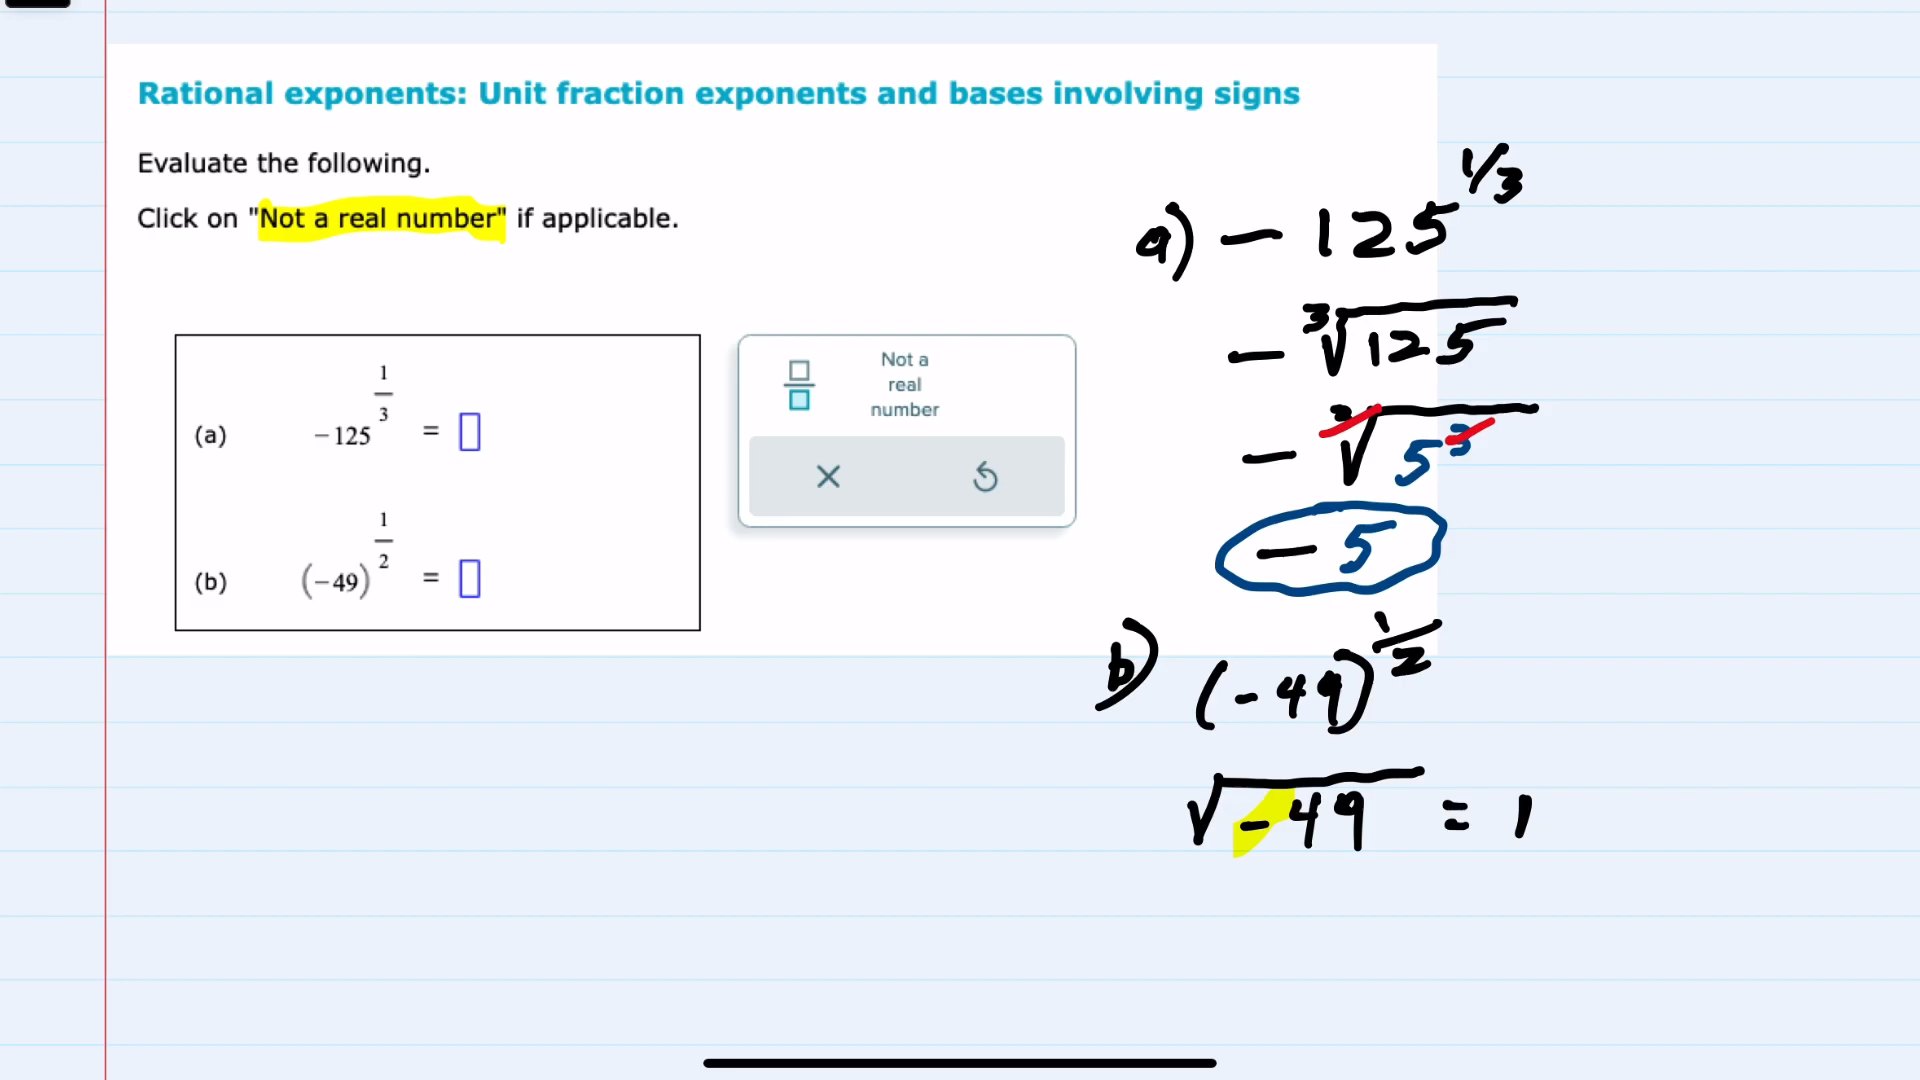 Rational exponents: Unit fraction exponents and bases involving signs
Evaluate the following.
Click on "Not a real number" if applicable.
(a) −125^(1/3) = □
(b) (−49)^(1/2) = □
Not a
real
number
a) −125^(1/3)
−∛125
−∛5³
−5
b) (−49)^(1/2)
√−49 = 1